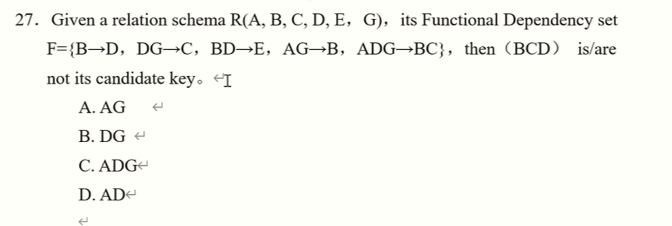 27. Given a relation schema R(A, B, C, D, E, G), its Functional Dependency set
F={B→D, DG→C, BD→E, AG→B, ADG→BC}, then (BCD) is/are
not its candidate key。
A. AG
B. DG
C. ADG
D. AD